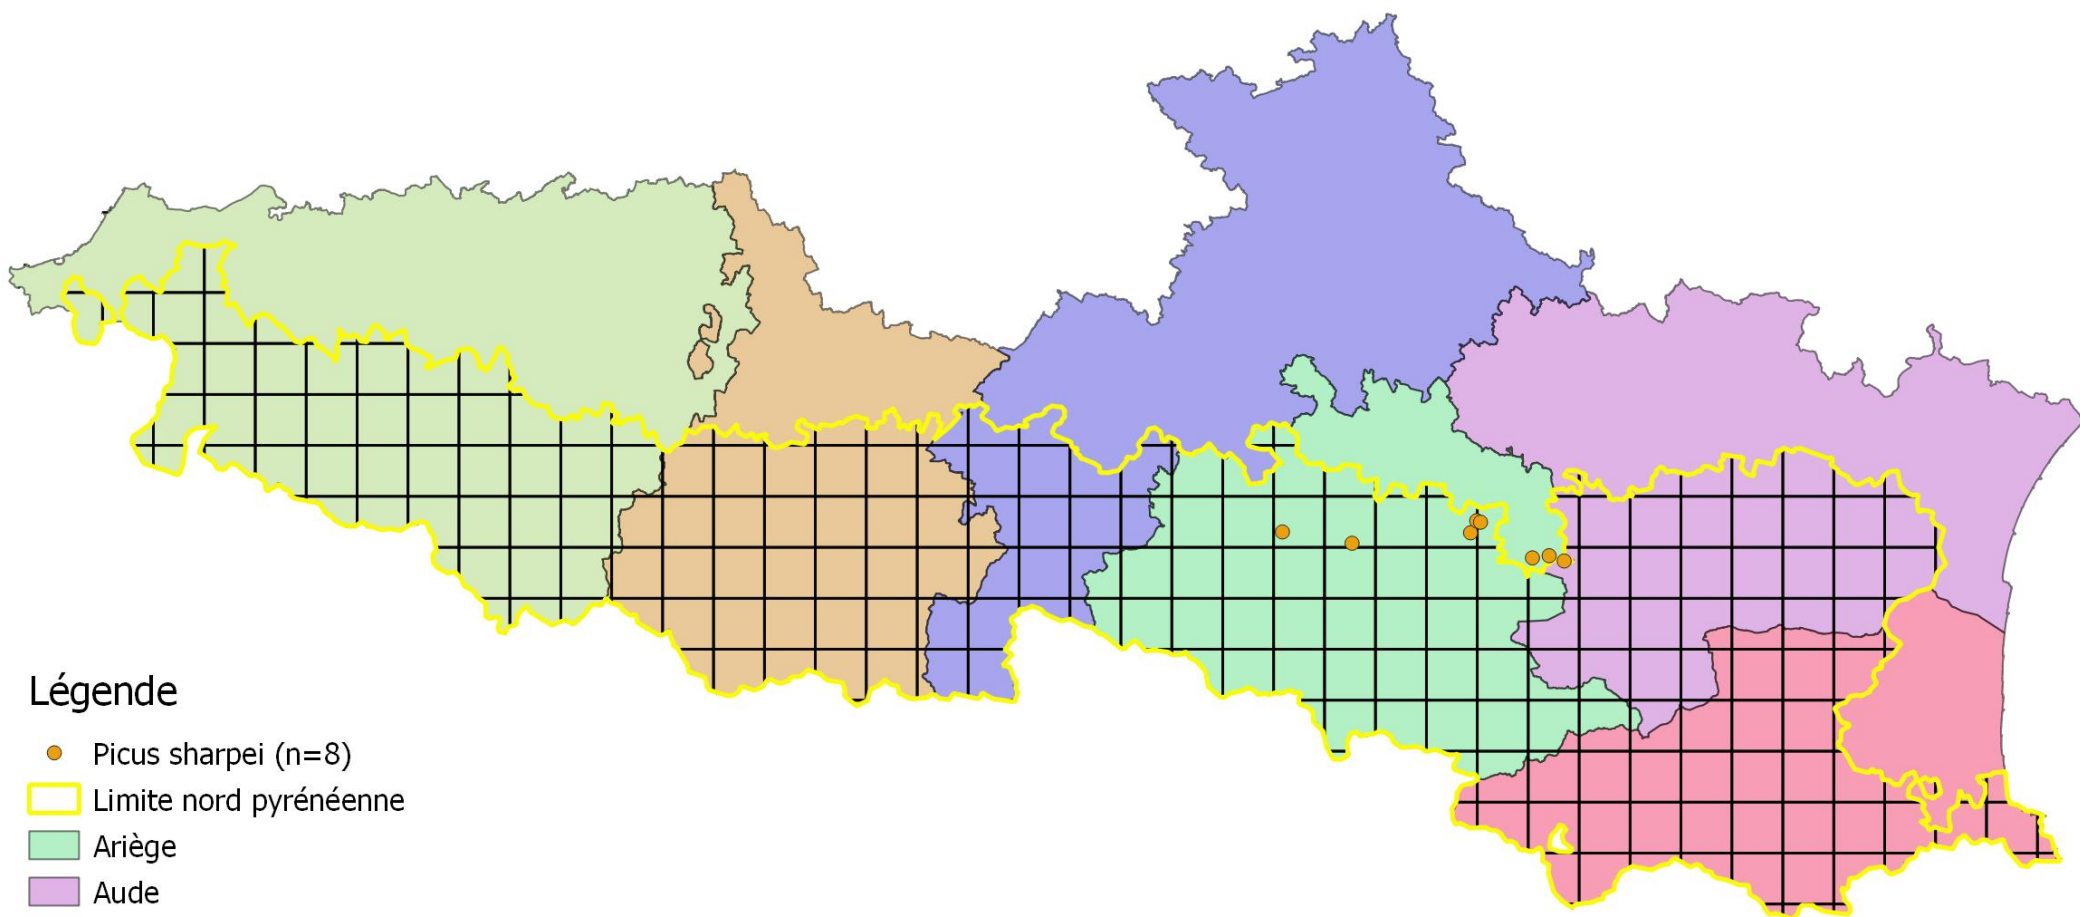 Légende
Picus sharpei (n=8)
Limite nord pyrénéenne
Ariège
Aude